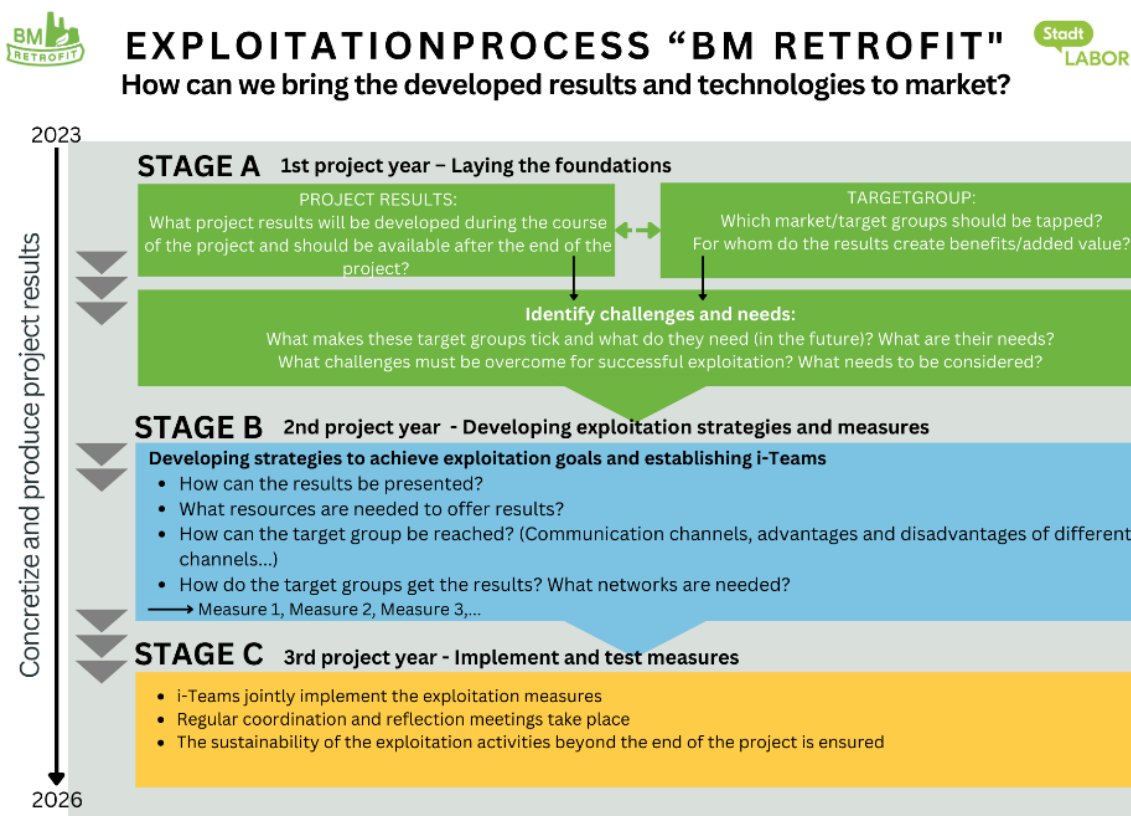 BM
RETROFIT
EXPLOITATIONPROCESS “BM RETROFIT"
How can we bring the developed results and technologies to market?
Stadt
LABOR
2023
Concretize and produce project results
STAGE A 1st project year – Laying the foundations
PROJECT RESULTS:
What project results will be developed during the course
of the project and should be available after the end of the
project?
TARGETGROUP:
Which market/target groups should be tapped?
For whom do the results create benefits/added value?
Identify challenges and needs:
What makes these target groups tick and what do they need (in the future)? What are their needs?
What challenges must be overcome for successful exploitation? What needs to be considered?
STAGE B 2nd project year - Developing exploitation strategies and measures
Developing strategies to achieve exploitation goals and establishing i-Teams
• How can the results be presented?
• What resources are needed to offer results?
• How can the target group be reached? (Communication channels, advantages and disadvantages of different
channels...)
• How do the target groups get the results? What networks are needed?
Measure 1, Measure 2, Measure 3,...
STAGE C 3rd project year - Implement and test measures
• i-Teams jointly implement the exploitation measures
• Regular coordination and reflection meetings take place
• The sustainability of the exploitation activities beyond the end of the project is ensured
2026